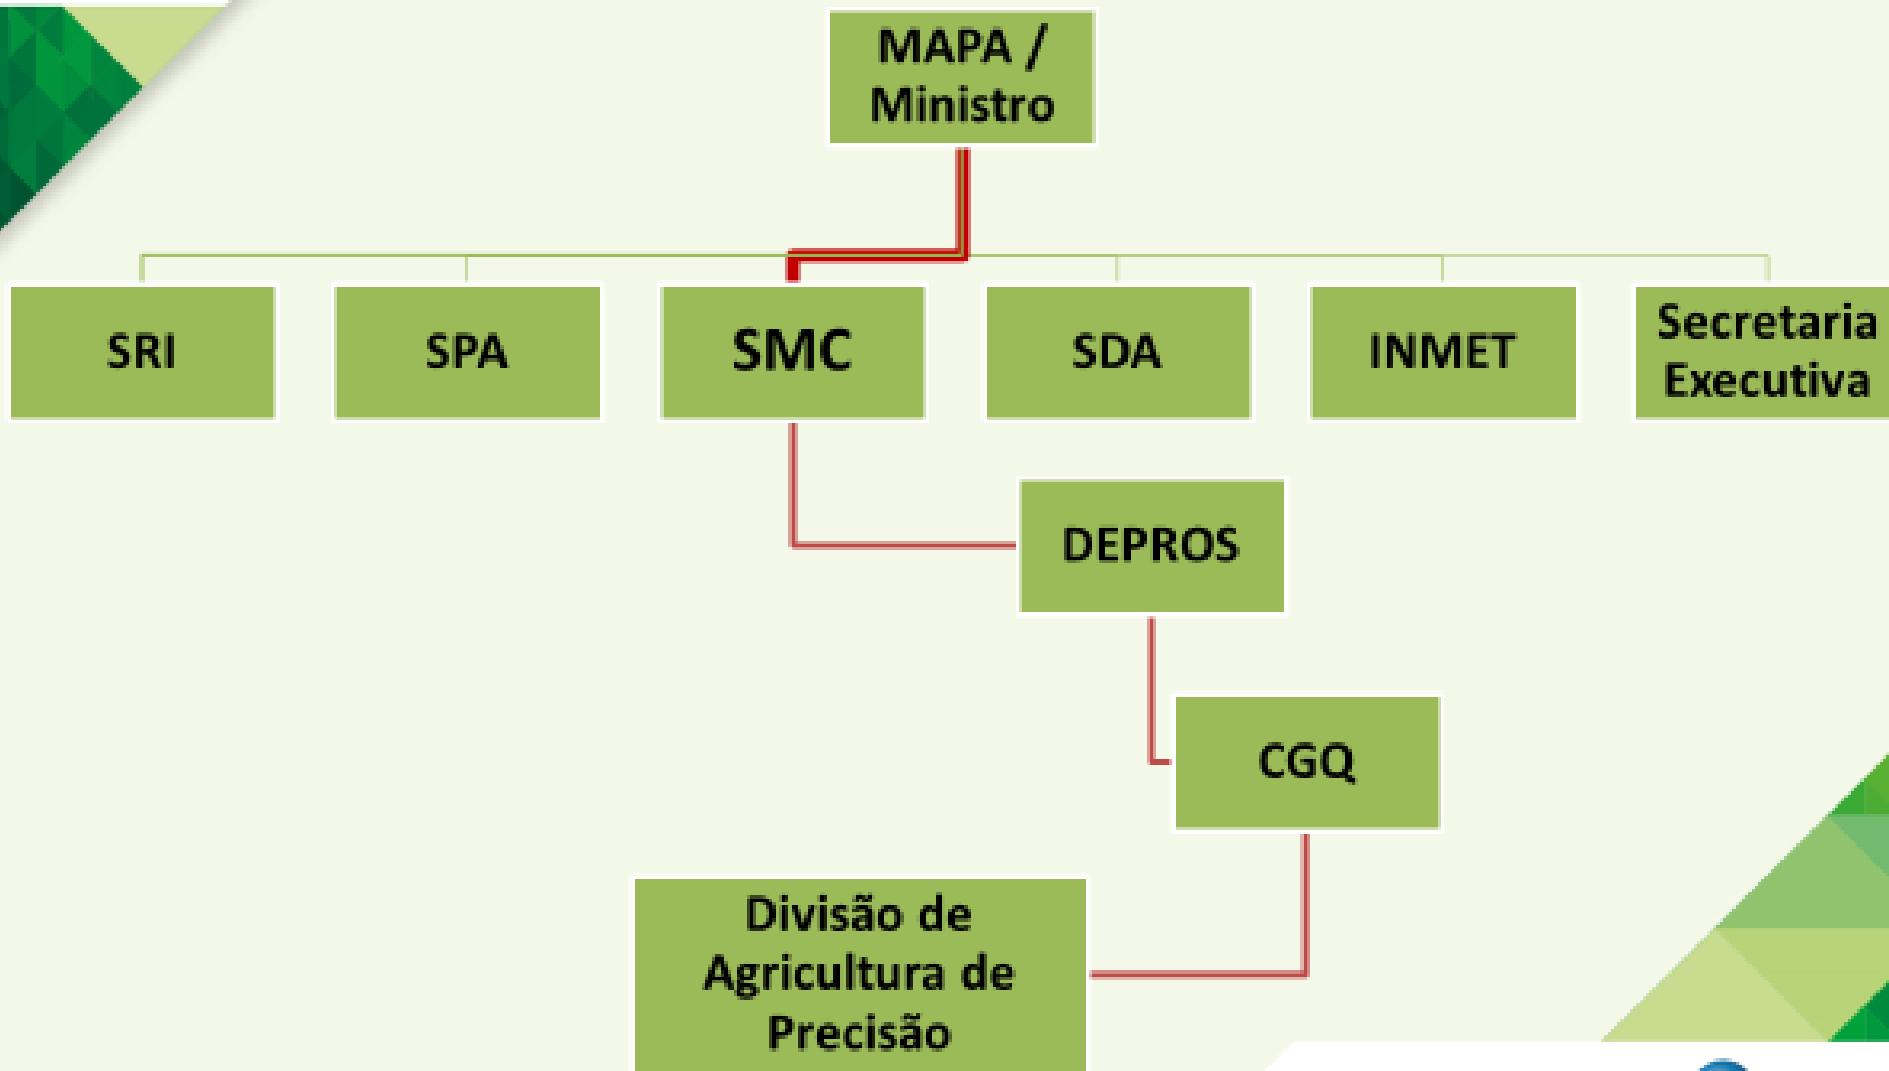 MAPA /
Ministro
SRI
SPA
SMC
SDA
INMET
Secretaria
Executiva
DEPROS
CGQ
Divisão de
Agricultura de
Precisão